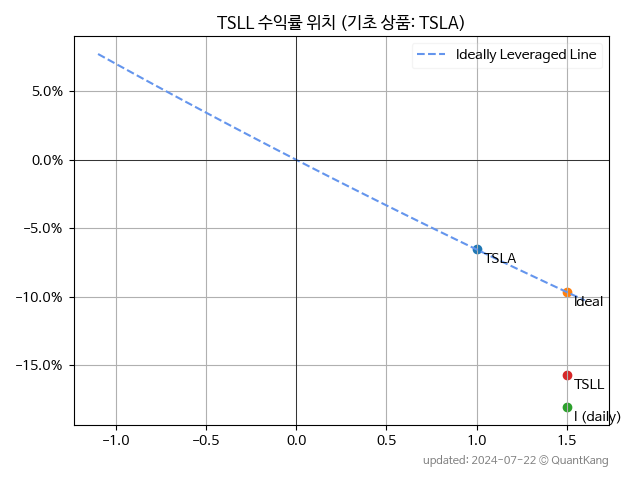 TSLL 수익률 위치 (기초 상품: TSLA)
Ideally Leveraged Line
5.0%
0.0%
−5.0%
−10.0%
−15.0%
TSLA
Ideal
TSLL
I (daily)
−1.0 −0.5 0.0 0.5 1.0 1.5
updated: 2024-07-22 © QuantKang